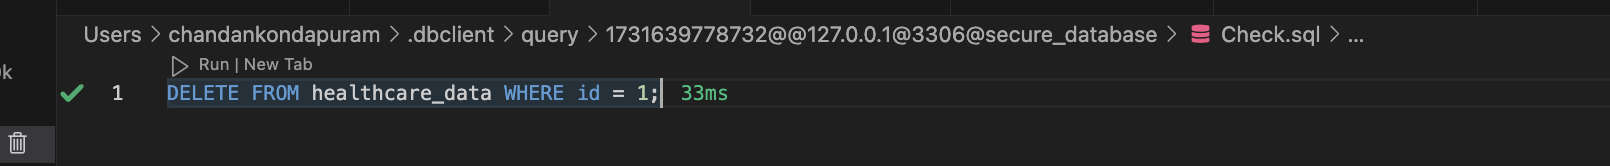 Users > chandankondapuram > .dbclient > query > 1731639778732@@127.0.0.1@3306@secure_database > Check.sql > ...
Run | New Tab
1 DELETE FROM healthcare_data WHERE id = 1; 33ms